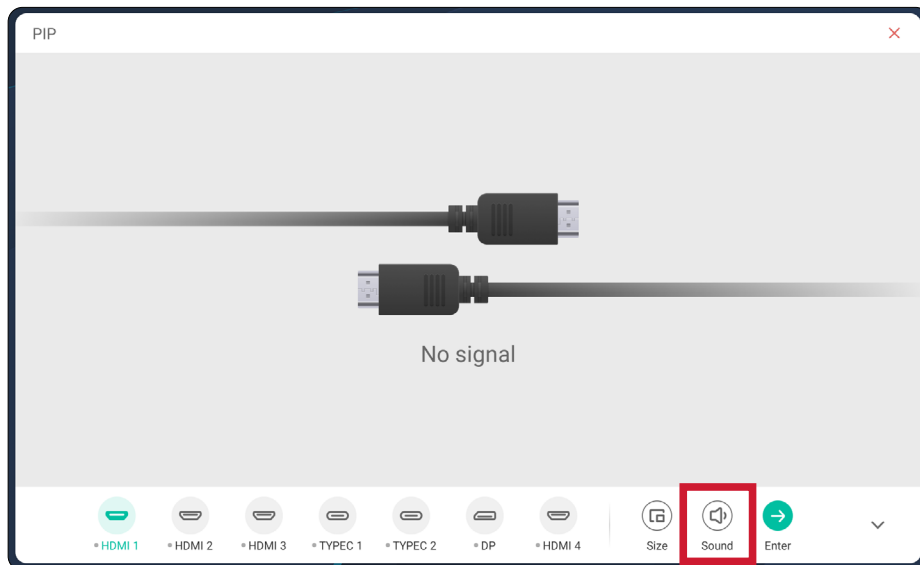 PIP
No signal
HDMI 1
HDMI 2
HDMI 3
TYPEC 1
TYPEC 2
DP
HDMI 4
Size
Sound
Enter